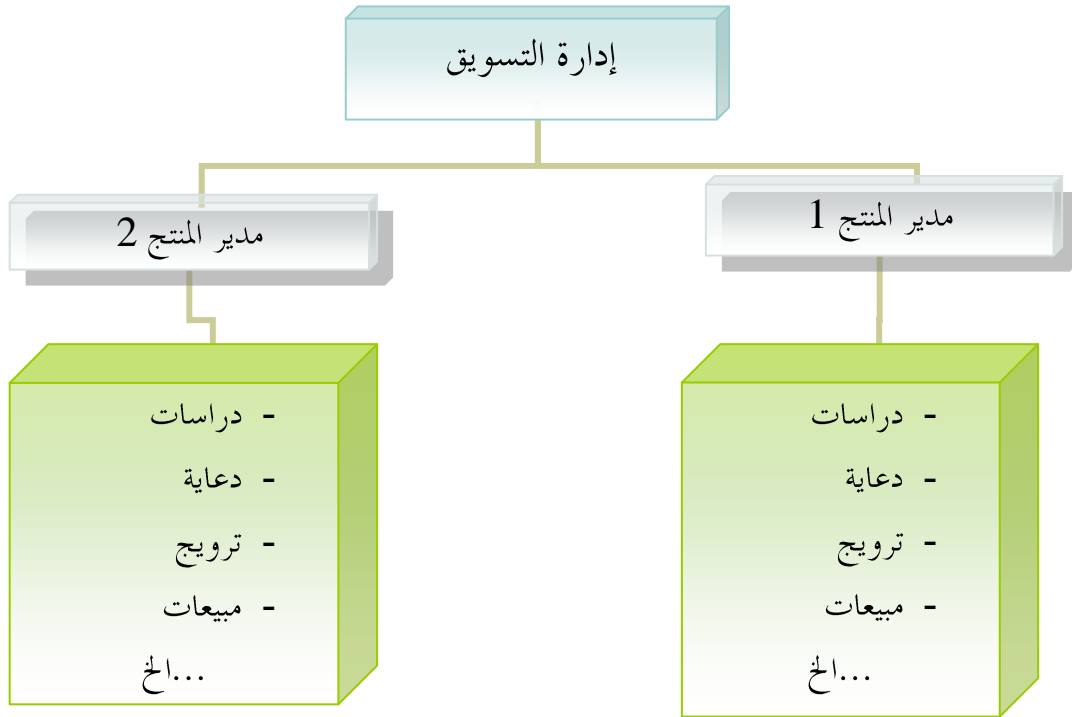 إدارة التسويق
مدير المنتج 1
مدير المنتج 2
- دراسات
- دعاية
- ترويج
- مبيعات
...الخ
- دراسات
- دعاية
- ترويج
- مبيعات
...الخ